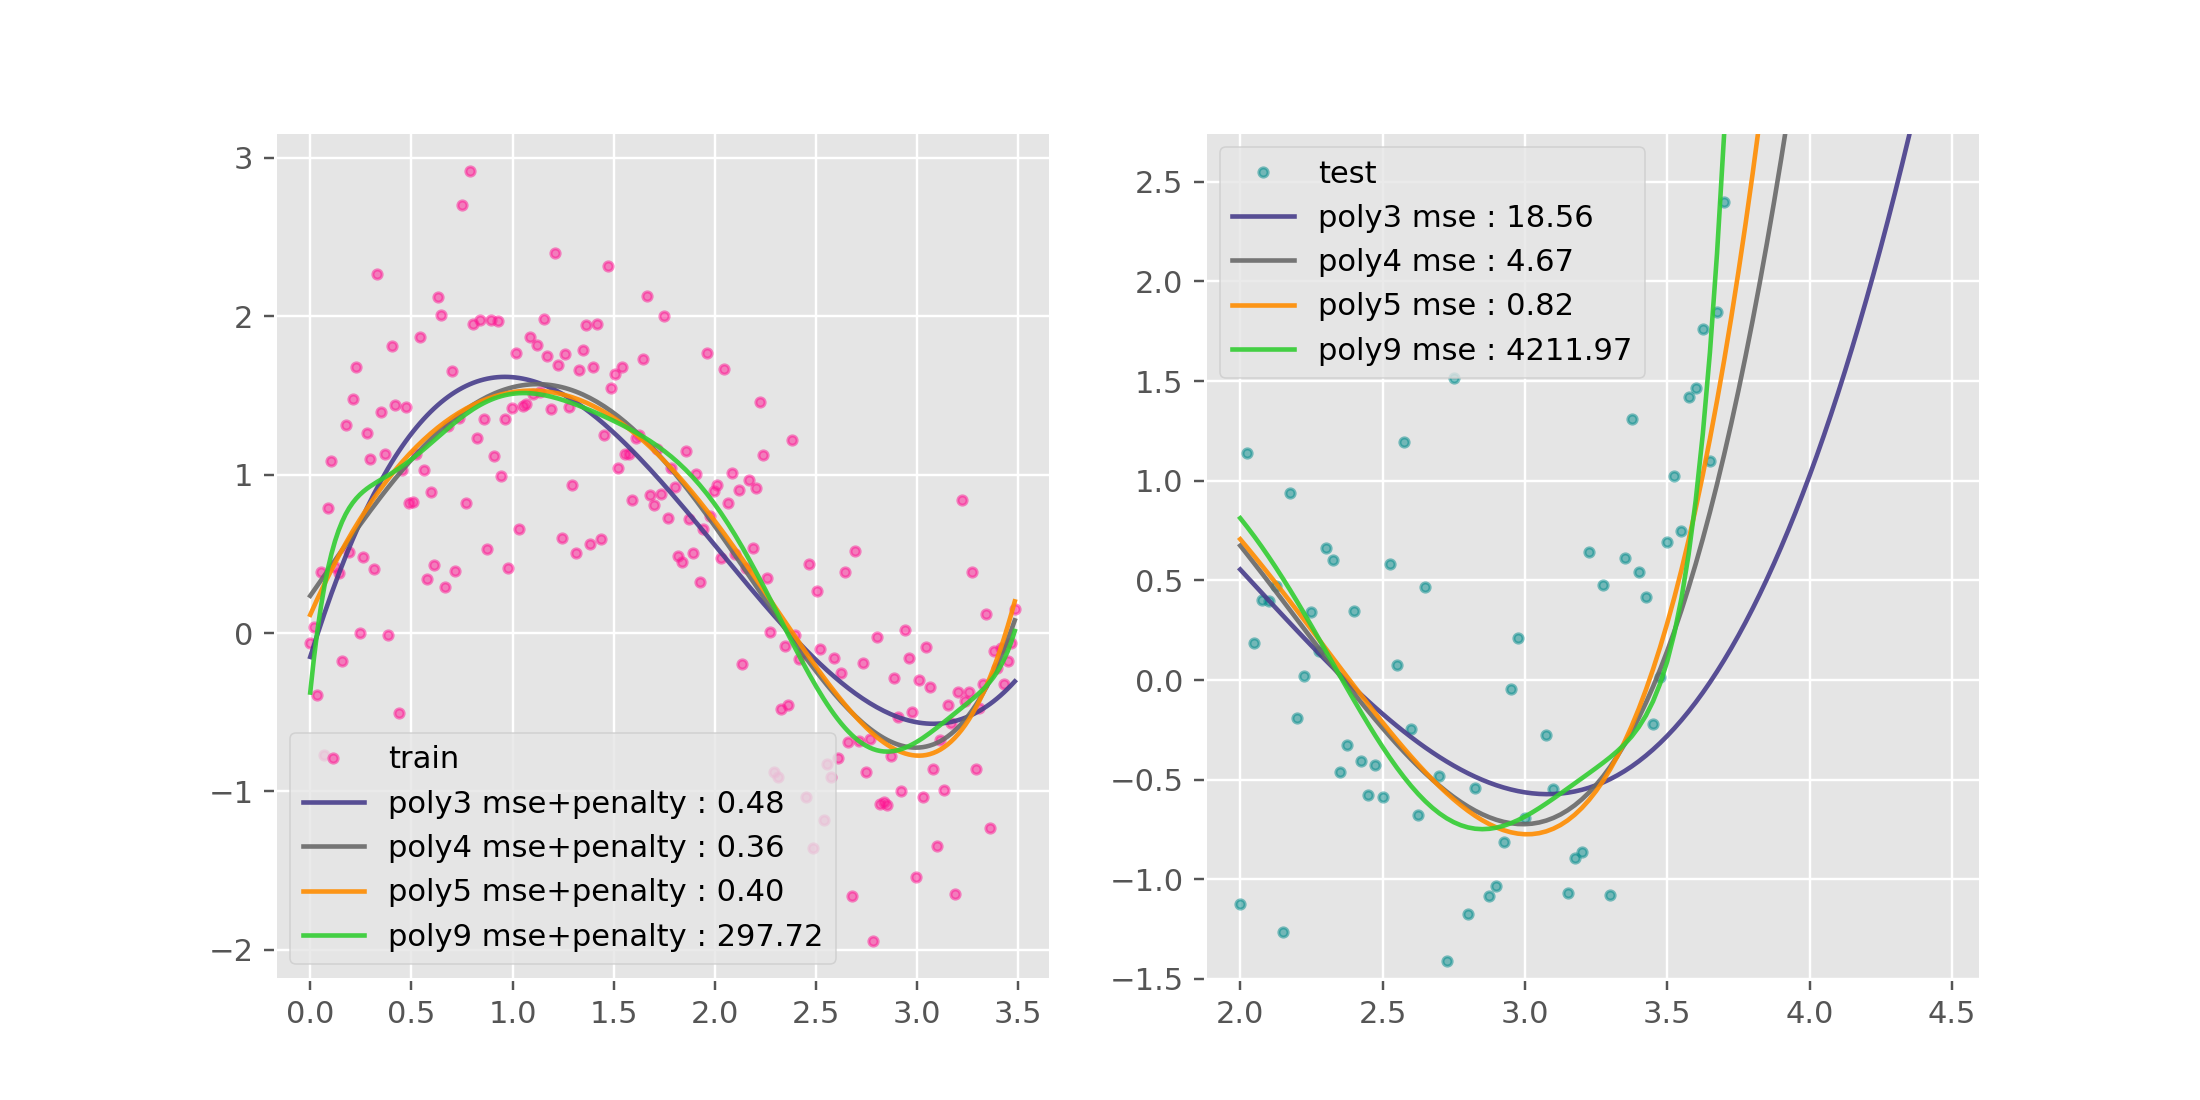 3
2
1
0
−1
−2
train
poly3 mse+penalty : 0.48
poly4 mse+penalty : 0.36
poly5 mse+penalty : 0.40
poly9 mse+penalty : 297.72
0.0 0.5 1.0 1.5 2.0 2.5 3.0 3.5
2.5
2.0
1.5
1.0
0.5
0.0
−0.5
−1.0
−1.5
test
poly3 mse : 18.56
poly4 mse : 4.67
poly5 mse : 0.82
poly9 mse : 4211.97
2.0 2.5 3.0 3.5 4.0 4.5